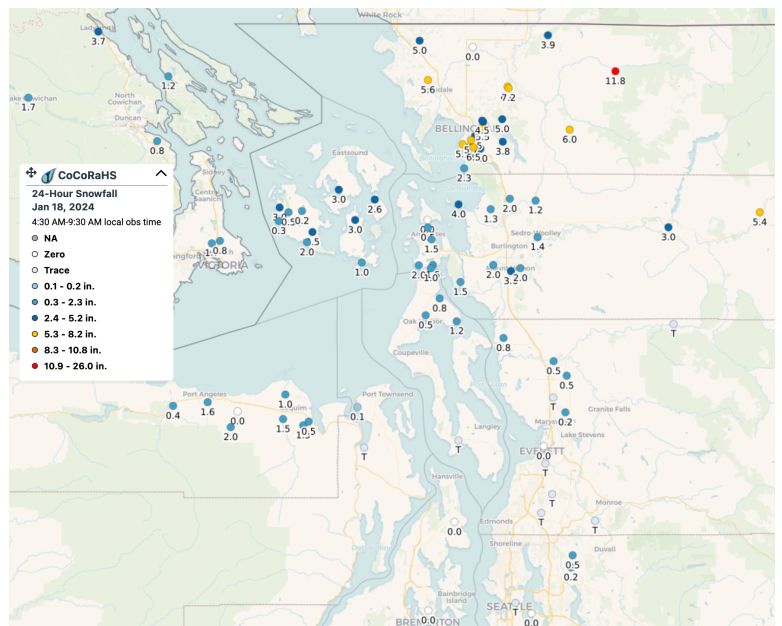 White Rock
Ladysmith
3.7
5.0
0.0
3.9
11.8
1.2
5.6
7.2
1.7
North
Cowichan
Duncan
0.8
4.5
5.0
6.0
3.8
BELLINGHAM
Eastsound
2.3
CoCoRaHS
24-Hour Snowfall
Jan 18, 2024
4:30 AM-9:30 AM local obs time
NA
Zero
Trace
0.1 - 0.2 in.
0.3 - 2.3 in.
2.4 - 5.2 in.
5.3 - 8.2 in.
8.3 - 10.8 in.
10.9 - 26.0 in.
Sidney
Central
Saanich
VICTORIA
0.8
3.0
2.6
0.2
0.3
3.0
2.0
1.0
4.0
1.3
2.0
1.2
5.4
3.0
Sedro-Woolley
1.4
Burlington
1.5
2.0
2.0
1.0
1.5
0.8
0.5
1.2
Coupeville
0.8
T
0.5
0.5
T
Granite Falls
0.2
Lake Stevens
Port Angeles
0.4
1.6
0.0
2.0
1.0
1.5
0.5
Port Townsend
0.1
T
Langley
T
EVERETT
0.0
T
Hansville
T
Monroe
T
T
Edmonds
0.0
Shoreline
Duvall
0.5
0.2
Bainbridge
Island
SEATTLE
T
0.0
0.0
BREMERTON